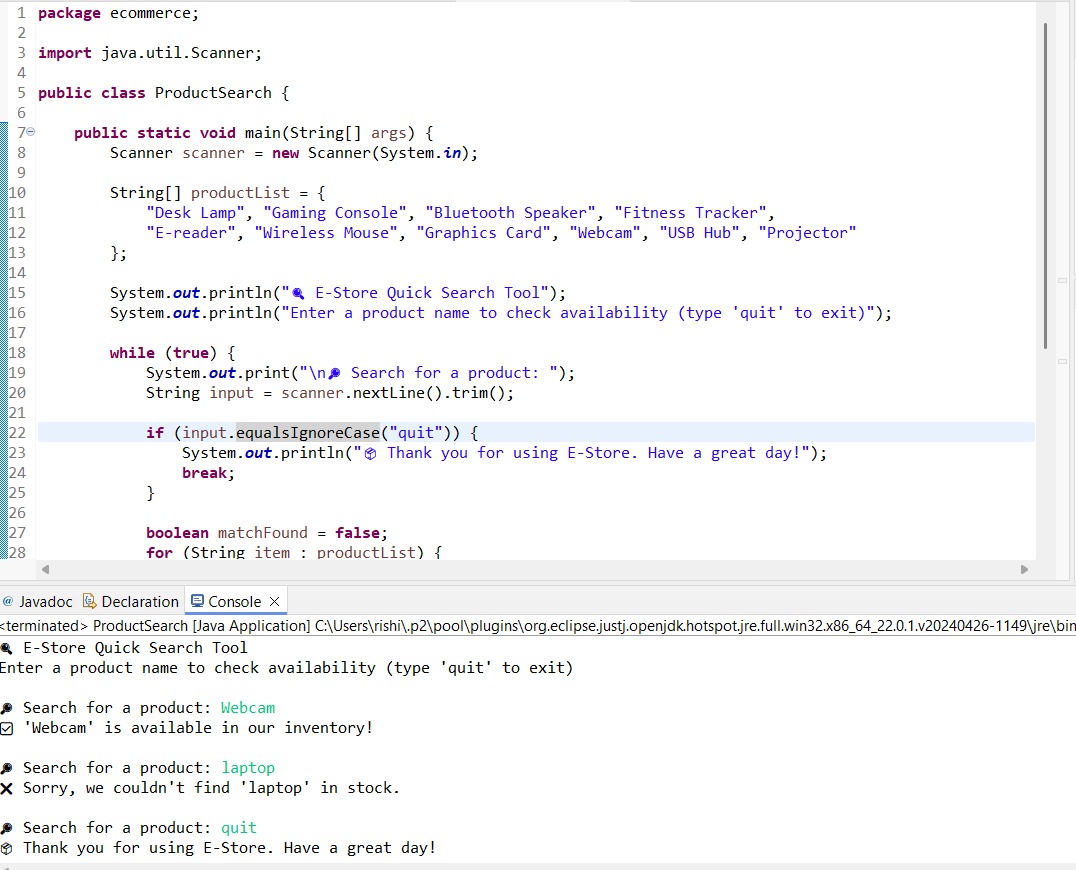 1 package ecommerce;
2
3 import java.util.Scanner;
4
5 public class ProductSearch {
6
7 public static void main(String[] args) {
8 Scanner scanner = new Scanner(System.in);
9
10 String[] productList = {
11 "Desk Lamp", "Gaming Console", "Bluetooth Speaker", "Fitness Tracker",
12 "E-reader", "Wireless Mouse", "Graphics Card", "Webcam", "USB Hub", "Projector"
13 };
14
15 System.out.println("🔍 E-Store Quick Search Tool");
16 System.out.println("Enter a product name to check availability (type 'quit' to exit)");
17
18 while (true) {
19 System.out.print("\n🔎 Search for a product: ");
20 String input = scanner.nextLine().trim();
21
22 if (input.equalsIgnoreCase("quit")) {
23 System.out.println("📦 Thank you for using E-Store. Have a great day!");
24 break;
25 }
26
27 boolean matchFound = false;
28 for (String item : productList) {
@ Javadoc Declaration Console
<terminated> ProductSearch [Java Application] C:\Users\rishi\.p2\pool\plugins\org.eclipse.justj.openjdk.hotspot.jre.full.win32.x86_64_22.0.1.v20240426-1149\jre\bin
🔍 E-Store Quick Search Tool
Enter a product name to check availability (type 'quit' to exit)
🔎 Search for a product: Webcam
☑ 'Webcam' is available in our inventory!
🔎 Search for a product: laptop
❌ Sorry, we couldn't find 'laptop' in stock.
🔎 Search for a product: quit
📦 Thank you for using E-Store. Have a great day!